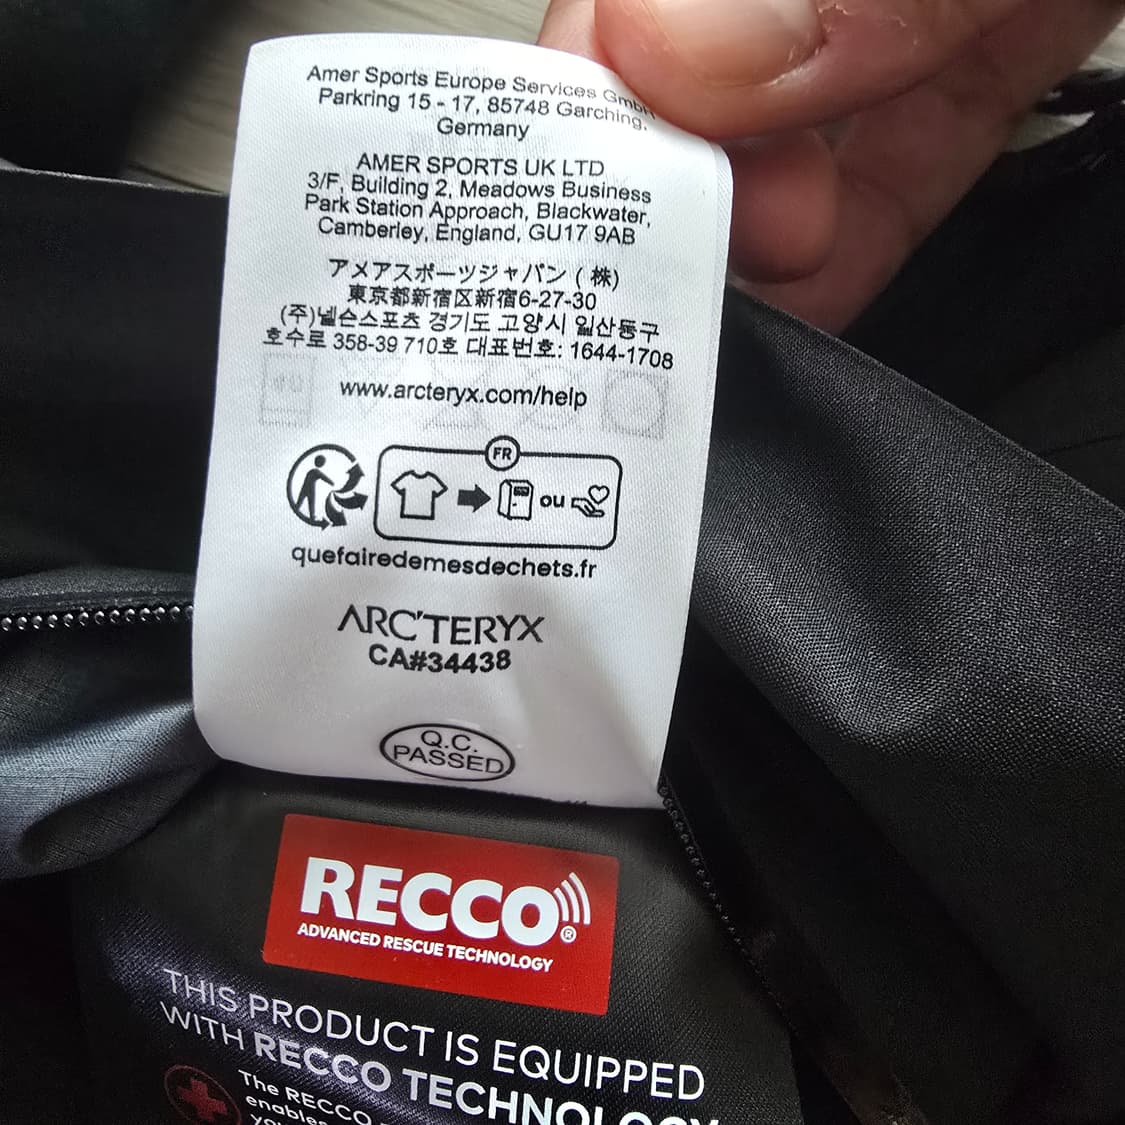 Amer Sports Europe Services GmbH
Parkring 15 - 17, 85748 Garching.
Germany
AMER SPORTS UK LTD
3/F, Building 2, Meadows Business
Park Station Approach, Blackwater,
Camberley, England, GU17 9AB
アメアスポーツジャパン (株)
東京都新宿区新宿6-27-30
(주)넬슨스포츠 경기도 고양시 일산동구
호수로 358-39 710호 대표번호: 1644-1708
www.arcteryx.com/help
FR
ou
quefairedemesdechets.fr
ARC'TERYX
CA#34438
Q.C.
PASSED
RECCO®
ADVANCED RESCUE TECHNOLOGY
THIS PRODUCT IS EQUIPPED
WITH RECCO TECHNOLOGY
The RECCO
enables